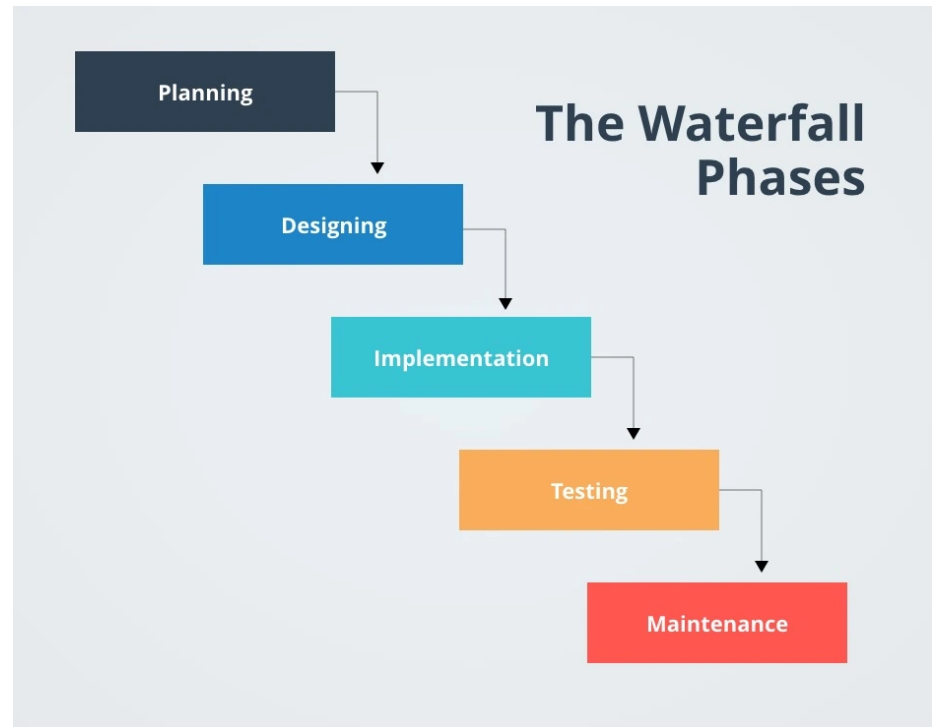 The Waterfall
Phases
Planning
Designing
Implementation
Testing
Maintenance